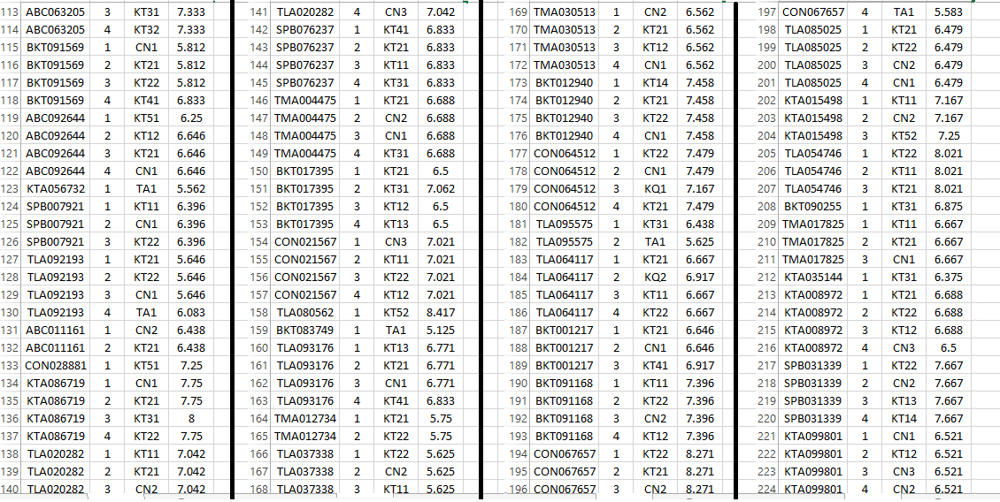 113 ABC063205 3 KT31 7.333
114 ABC063205 4 KT32 7.333
115 BKT091569 1 CN1 5.812
116 BKT091569 2 KT21 5.812
117 BKT091569 3 KT22 5.812
118 BKT091569 4 KT41 6.833
119 ABC092644 1 KT51 6.25
120 ABC092644 2 KT12 6.646
121 ABC092644 3 KT21 6.646
122 ABC092644 4 CN1 6.646
123 KTA056732 1 TA1 5.562
124 SPB007921 1 KT11 6.396
125 SPB007921 2 CN1 6.396
126 SPB007921 3 KT22 6.396
127 TLA092193 1 KT21 5.646
128 TLA092193 2 KT22 5.646
129 TLA092193 3 CN1 5.646
130 TLA092193 4 TA1 6.083
131 ABC011161 1 CN2 6.438
132 ABC011161 2 KT21 6.438
133 CON028881 1 KT51 7.25
134 KTA086719 1 CN1 7.75
135 KTA086719 2 KT21 7.75
136 KTA086719 3 KT31 8
137 KTA086719 4 KT22 7.75
138 TLA020282 1 KT11 7.042
139 TLA020282 2 KT21 7.042
140 TLA020282 3 CN2 7.042
141 TLA020282 4 CN3 7.042
142 SPB076237 1 KT41 6.833
143 SPB076237 2 KT21 6.833
144 SPB076237 3 KT11 6.833
145 SPB076237 4 KT31 6.833
146 TMA004475 1 KT21 6.688
147 TMA004475 2 CN2 6.688
148 TMA004475 3 CN1 6.688
149 TMA004475 4 KT31 6.688
150 BKT017395 1 KT21 6.5
151 BKT017395 2 KT31 7.062
152 BKT017395 3 KT12 6.5
153 BKT017395 4 KT13 6.5
154 CON021567 1 CN3 7.021
155 CON021567 2 KT11 7.021
156 CON021567 3 KT22 7.021
157 CON021567 4 KT12 7.021
158 TLA080562 1 KT52 8.417
159 BKT083749 1 TA1 5.125
160 TLA093176 1 KT13 6.771
161 TLA093176 2 KT21 6.771
162 TLA093176 3 CN1 6.771
163 TLA093176 4 KT41 6.833
164 TMA012734 1 KT21 5.75
165 TMA012734 2 KT22 5.75
166 TLA037338 1 KT22 5.625
167 TLA037338 2 CN2 5.625
168 TLA037338 3 KT11 5.625
169 TMA030513 1 CN2 6.562
170 TMA030513 2 KT21 6.562
171 TMA030513 3 KT12 6.562
172 TMA030513 4 CN1 6.562
173 BKT012940 1 KT14 7.458
174 BKT012940 2 KT21 7.458
175 BKT012940 3 KT22 7.458
176 BKT012940 4 CN1 7.458
177 CON064512 1 KT22 7.479
178 CON064512 2 CN1 7.479
179 CON064512 3 KQ1 7.167
180 CON064512 4 KT21 7.479
181 TLA095575 1 KT31 6.438
182 TLA095575 2 TA1 5.625
183 TLA064117 1 KT21 6.667
184 TLA064117 2 KQ2 6.917
185 TLA064117 3 KT11 6.667
186 TLA064117 4 KT22 6.667
187 BKT001217 1 KT21 6.646
188 BKT001217 2 CN1 6.646
189 BKT001217 3 KT41 6.917
190 BKT091168 1 KT11 7.396
191 BKT091168 2 KT22 7.396
192 BKT091168 3 CN2 7.396
193 BKT091168 4 KT12 7.396
194 CON067657 1 KT22 8.271
195 CON067657 2 KT21 8.271
196 CON067657 3 CN2 8.271
197 CON067657 4 TA1 5.583
198 TLA085025 1 KT21 6.479
199 TLA085025 2 KT22 6.479
200 TLA085025 3 CN2 6.479
201 TLA085025 4 CN1 6.479
202 KTA015498 1 KT11 7.167
203 KTA015498 2 CN2 7.167
204 KTA015498 3 KT52 7.25
205 TLA054746 1 KT22 8.021
206 TLA054746 2 KT11 8.021
207 TLA054746 3 KT21 8.021
208 BKT090255 1 KT31 6.875
209 TMA017825 1 KT11 6.667
210 TMA017825 2 KT21 6.667
211 TMA017825 3 CN1 6.667
212 KTA035144 1 KT31 6.375
213 KTA008972 1 KT21 6.688
214 KTA008972 2 KT22 6.688
215 KTA008972 3 KT12 6.688
216 KTA008972 4 CN3 6.5
217 SPB031339 1 KT22 7.667
218 SPB031339 2 CN2 7.667
219 SPB031339 3 KT13 7.667
220 SPB031339 4 KT14 7.667
221 KTA099801 1 CN1 6.521
222 KTA099801 2 KT12 6.521
223 KTA099801 3 CN3 6.521
224 KTA099801 4 CN2 6.521